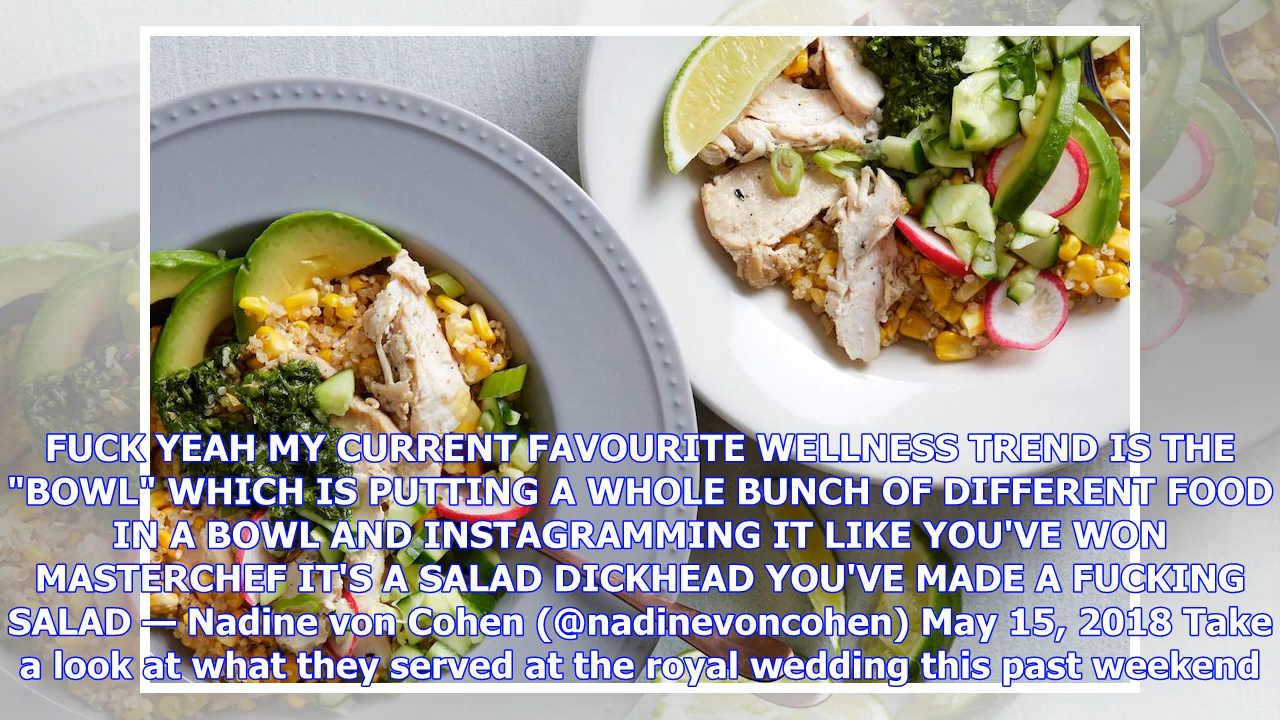 FUCK YEAH MY CURRENT FAVOURITE WELLNESS TREND IS THE
"BOWL" WHICH IS PUTTING A WHOLE BUNCH OF DIFFERENT FOOD
IN A BOWL AND INSTAGRAMMING IT LIKE YOU'VE WON
MASTERCHEF IT'S A SALAD DICKHEAD YOU'VE MADE A FUCKING
SALAD — Nadine von Cohen (@nadinevoncohen) May 15, 2018 Take
a look at what they served at the royal wedding this past weekend